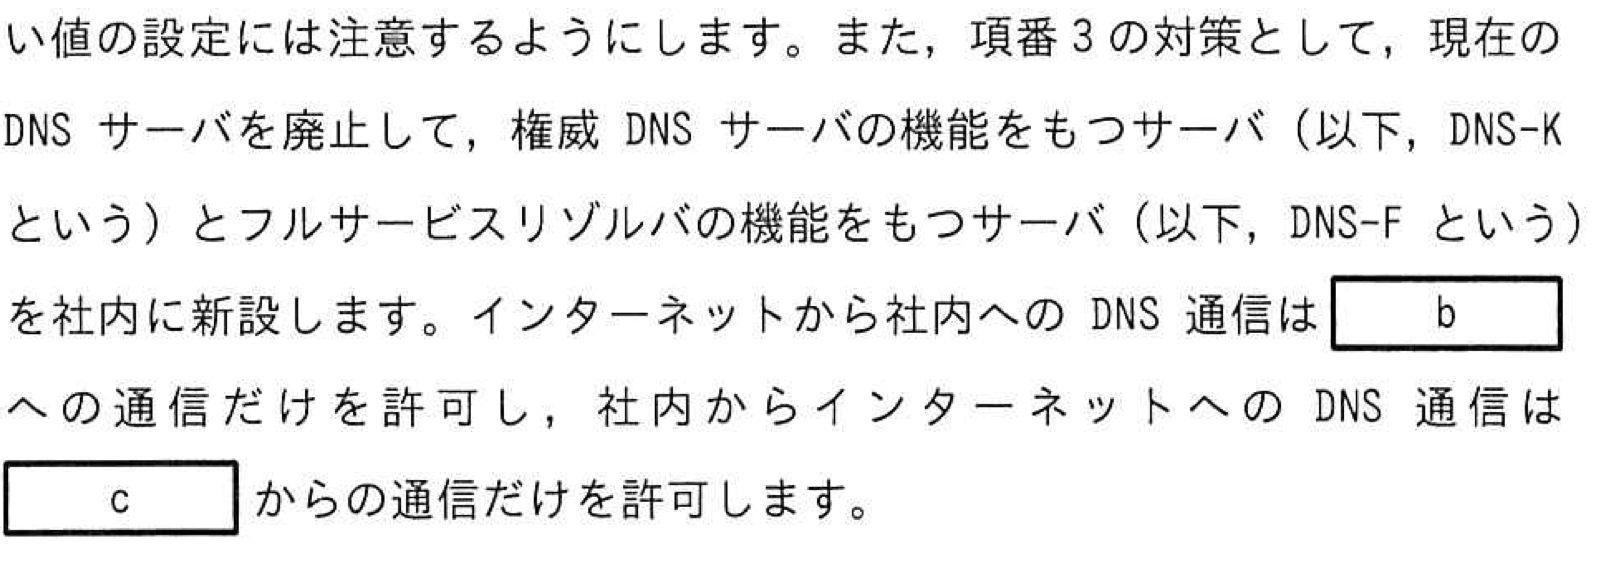 い値の設定には注意するようにします。また，項番 3 の対策として，現在の
DNS サーバを廃止して，権威 DNS サーバの機能をもつサーバ（以下，DNS-K
という）とフルサービスリゾルバの機能をもつサーバ（以下，DNS-F という）
を社内に新設します。インターネットから社内への DNS 通信は b
への通信だけを許可し，社内からインターネットへの DNS 通信は
c からの通信だけを許可します。